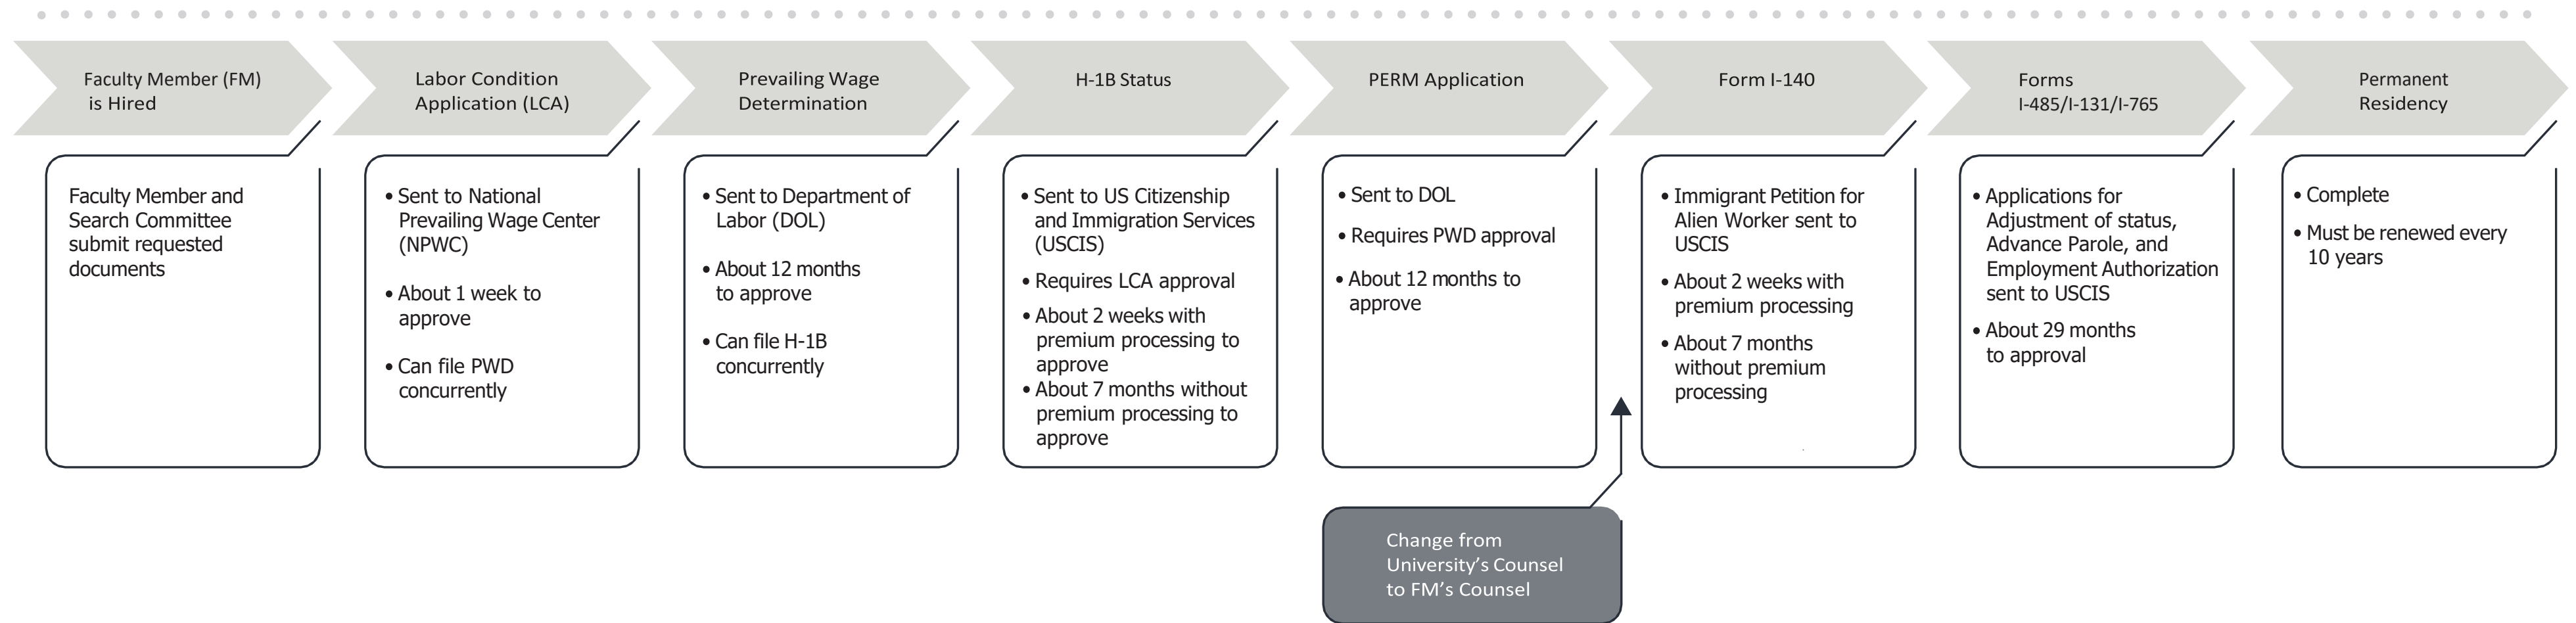 Faculty Member (FM)
is Hired
Labor Condition
Application (LCA)
Prevailing Wage
Determination
H-1B Status
PERM Application
Form I-140
Forms
I-485/I-131/I-765
Permanent
Residency
Faculty Member and
Search Committee
submit requested
documents
• Sent to National
Prevailing Wage Center
(NPWC)
• About 1 week to
approve
• Can file PWD
concurrently
• Sent to Department of
Labor (DOL)
• About 12 months
to approve
• Can file H-1B
concurrently
• Sent to US Citizenship
and Immigration Services
(USCIS)
• Requires LCA approval
• About 2 weeks with
premium processing to
approve
• About 7 months without
premium processing to
approve
• Sent to DOL
• Requires PWD approval
• About 12 months to
approve
• Immigrant Petition for
Alien Worker sent to
USCIS
• About 2 weeks with
premium processing
• About 7 months
without premium
processing
• Applications for
Adjustment of status,
Advance Parole, and
Employment Authorization
sent to USCIS
• About 29 months
to approval
• Complete
• Must be renewed every
10 years
Change from
University's Counsel
to FM's Counsel